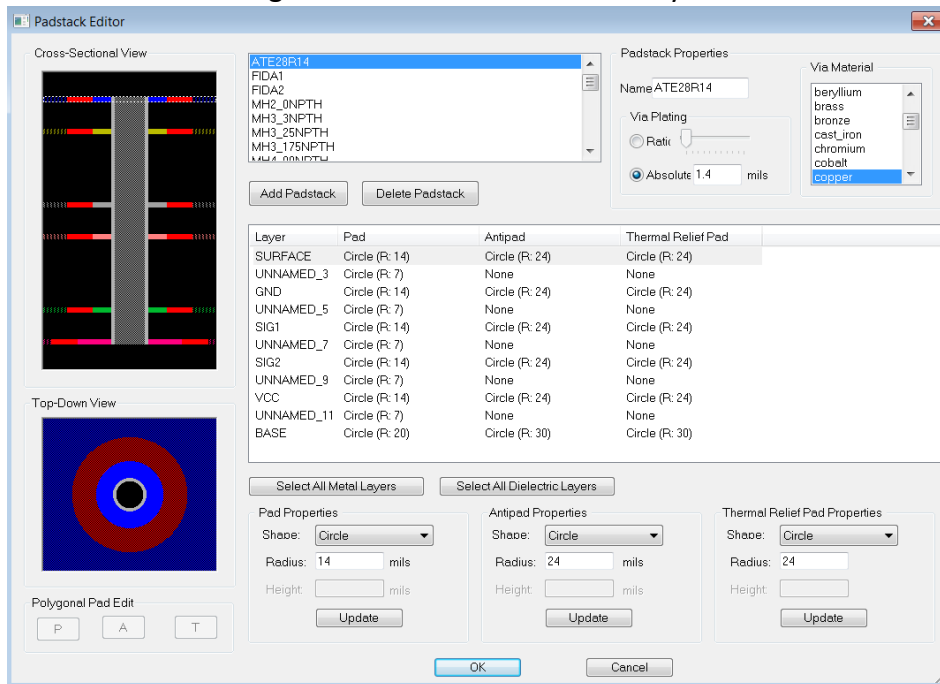 Padstack Editor
Cross-Sectional View
ATE28R14
FIDA1
FIDA2
MH2_0NPTH
MH3_3NPTH
MH3_25NPTH
MH3_175NPTH
Add Padstack Delete Padstack
Padstack Properties
Name ATE28R14
Via Plating
Ratic
Absolute 1.4 mils
Via Material
beryllium
brass
bronze
cast_iron
chromium
cobalt
copper
Layer Pad Antipad Thermal Relief Pad
SURFACE Circle (R: 14) Circle (R: 24) Circle (R: 24)
UNNAMED_3 Circle (R: 7) None None
GND Circle (R: 14) Circle (R: 24) Circle (R: 24)
UNNAMED_5 Circle (R: 7) None None
SIG1 Circle (R: 14) Circle (R: 24) Circle (R: 24)
UNNAMED_7 Circle (R: 7) None None
SIG2 Circle (R: 14) Circle (R: 24) Circle (R: 24)
UNNAMED_9 Circle (R: 7) None None
VCC Circle (R: 14) Circle (R: 24) Circle (R: 24)
UNNAMED_11 Circle (R: 7) None None
BASE Circle (R: 20) Circle (R: 30) Circle (R: 30)
Top-Down View
Select All Metal Layers Select All Dielectric Layers
Pad Properties
Shape: Circle
Radius: 14 mils
Height: mils
Update
Antipad Properties
Shape: Circle
Radius: 24 mils
Height: mils
Update
Thermal Relief Pad Properties
Shape: Circle
Radius: 24
Height:
Update
Polygonal Pad Edit
P A T
OK Cancel